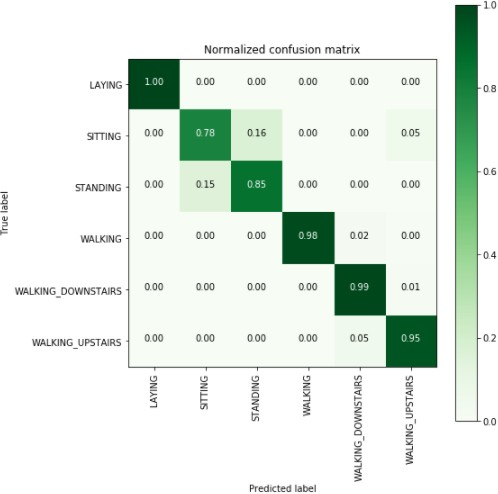 Normalized confusion matrix
True label
LAYING 1.00 0.00 0.00 0.00 0.00 0.00
SITTING 0.00 0.78 0.16 0.00 0.00 0.05
STANDING 0.00 0.15 0.85 0.00 0.00 0.00
WALKING 0.00 0.00 0.00 0.98 0.02 0.00
WALKING_DOWNSTAIRS 0.00 0.00 0.00 0.00 0.99 0.01
WALKING_UPSTAIRS 0.00 0.00 0.00 0.00 0.05 0.95
LAYING
SITTING
STANDING
WALKING
WALKING_DOWNSTAIRS
WALKING_UPSTAIRS
Predicted label
1.0
0.8
0.6
0.4
0.2
0.0